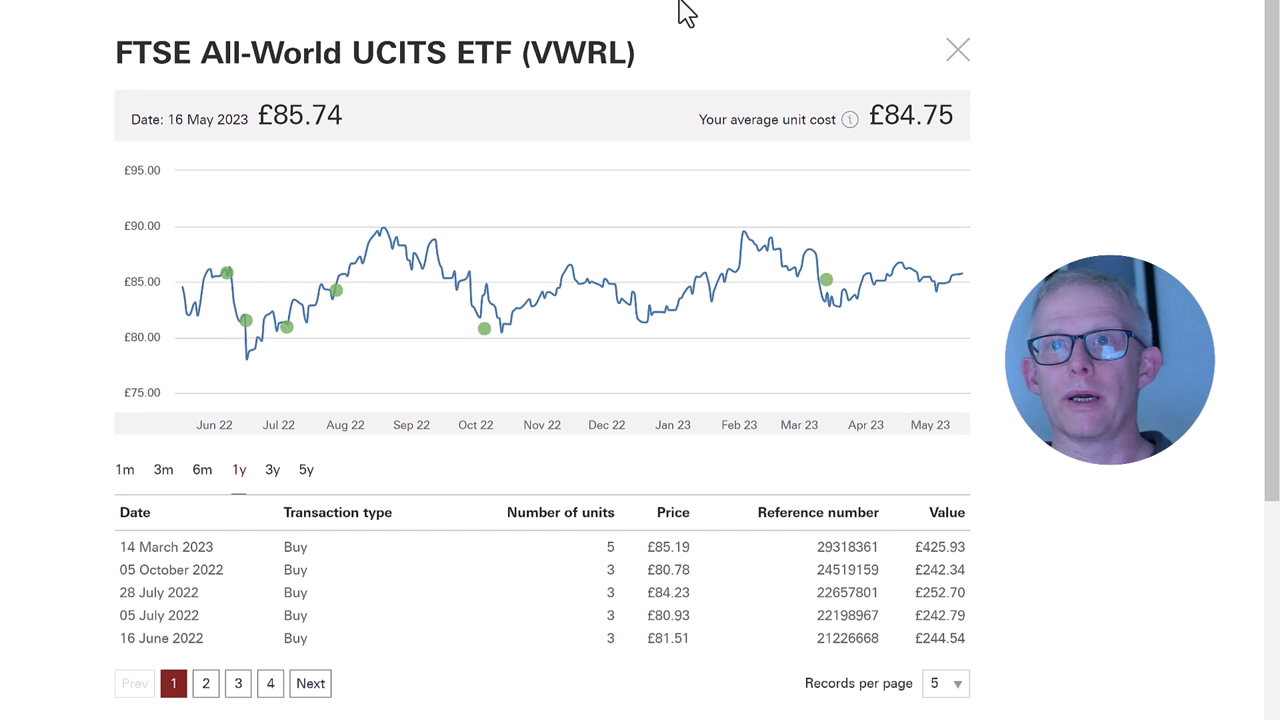 FTSE All-World UCITS ETF (VWRL)
Date: 16 May 2023 £85.74 Your average unit cost i £84.75
£95.00
£90.00
£85.00
£80.00
£75.00
Jun 22 Jul 22 Aug 22 Sep 22 Oct 22 Nov 22 Dec 22 Jan 23 Feb 23 Mar 23 Apr 23 May 23
1m 3m 6m 1y 3y 5y
Date Transaction type Number of units Price Reference number Value
14 March 2023 Buy 5 £85.19 29318361 £425.93
05 October 2022 Buy 3 £80.78 24519159 £242.34
28 July 2022 Buy 3 £84.23 22657801 £252.70
05 July 2022 Buy 3 £80.93 22198967 £242.79
16 June 2022 Buy 3 £81.51 21226668 £244.54
Prev 1 2 3 4 Next Records per page 5